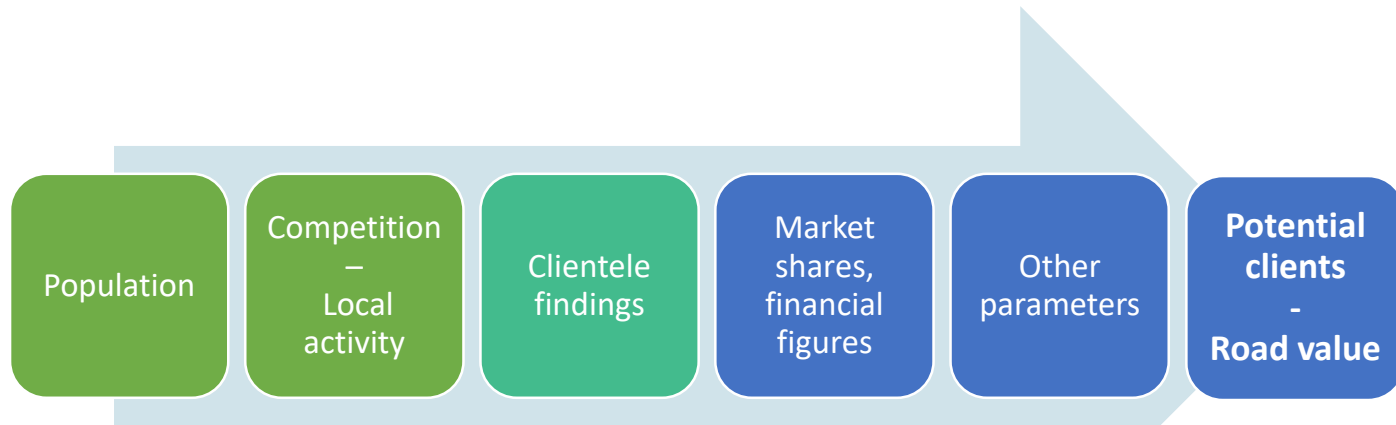 Population
Competition
–
Local
activity
Clientele
findings
Market
shares,
financial
figures
Other
parameters
Potential
clients
-
Road value